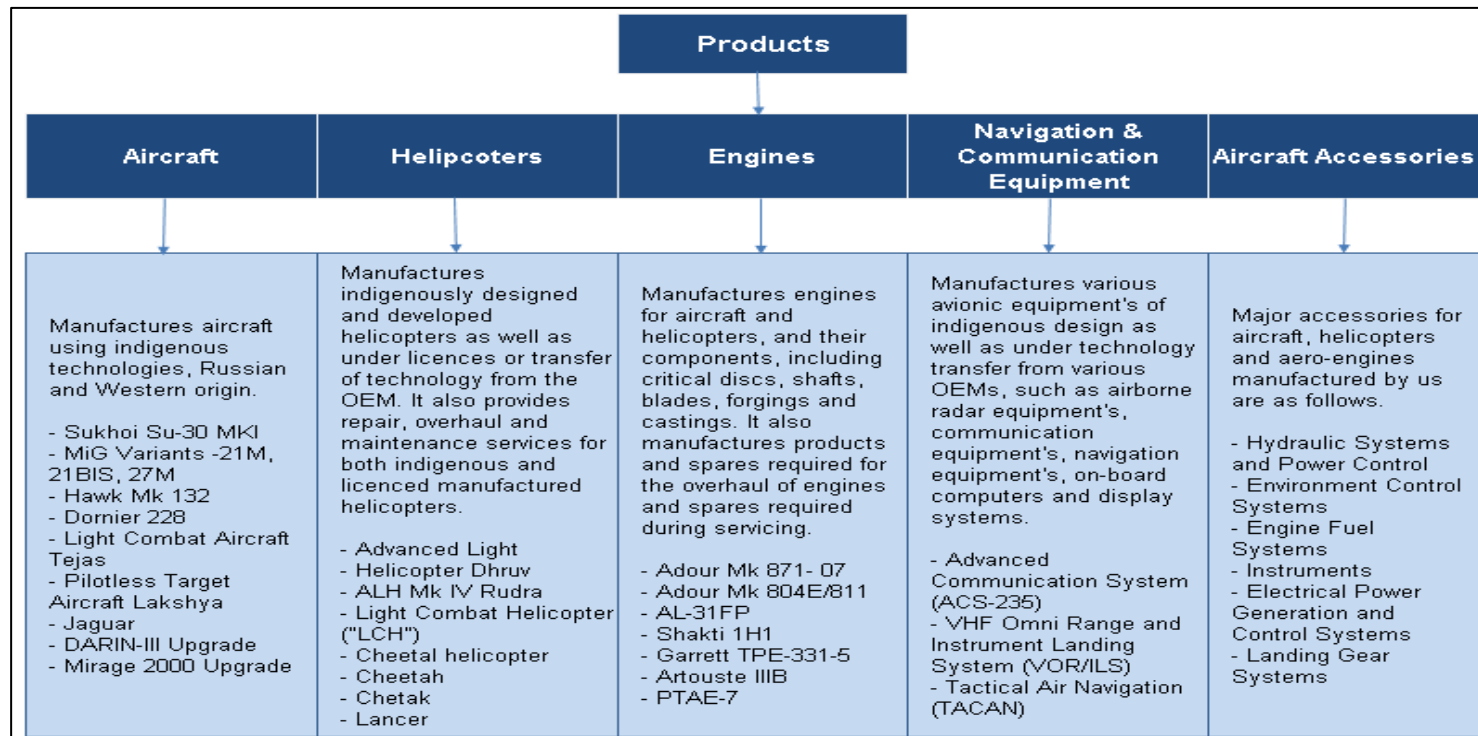 Products
Aircraft
Helipcoters
Engines
Navigation &
Communication
Equipment
Aircraft Accessories
Manufactures aircraft
using indigenous
technologies, Russian
and Western origin.
- Sukhoi Su-30 MKI
- MiG Variants -21M,
21BIS, 27M
- Hawk Mk 132
- Dornier 228
- Light Combat Aircraft
Tejas
- Pilotless Target
Aircraft Lakshya
- Jaguar
- DARIN-III Upgrade
- Mirage 2000 Upgrade
Manufactures
indigenously designed
and developed
helicopters as well as
under licences or transfer
of technology from the
OEM. It also provides
repair, overhaul and
maintenance services for
both indigenous and
licenced manufactured
helicopters.
- Advanced Light
- Helicopter Dhruv
- ALH Mk IV Rudra
- Light Combat Helicopter
("LCH")
- Cheetal helicopter
- Cheetah
- Chetak
- Lancer
Manufactures engines
for aircraft and
helicopters, and their
components, including
critical discs, shafts,
blades, forgings and
castings. It also
manufactures products
and spares required for
the overhaul of engines
and spares required
during servicing.
- Adour Mk 871- 07
- Adour Mk 804E/811
- AL-31FP
- Shakti 1H1
- Garrett TPE-331-5
- Artouste IIIB
- PTAE-7
Manufactures various
avionic equipment's of
indigenous design as
well as under technology
transfer from various
OEMs, such as airborne
radar equipment's,
communication
equipment's, navigation
equipment's, on-board
computers and display
systems.
- Advanced
Communication System
(ACS-235)
- VHF Omni Range and
Instrument Landing
System (VOR/ILS)
- Tactical Air Navigation
(TACAN)
Major accessories for
aircraft, helicopters
and aero-engines
manufactured by us
are as follows.
- Hydraulic Systems
and Power Control
- Environment Control
Systems
- Engine Fuel
Systems
- Instruments
- Electrical Power
Generation and
Control Systems
- Landing Gear
Systems